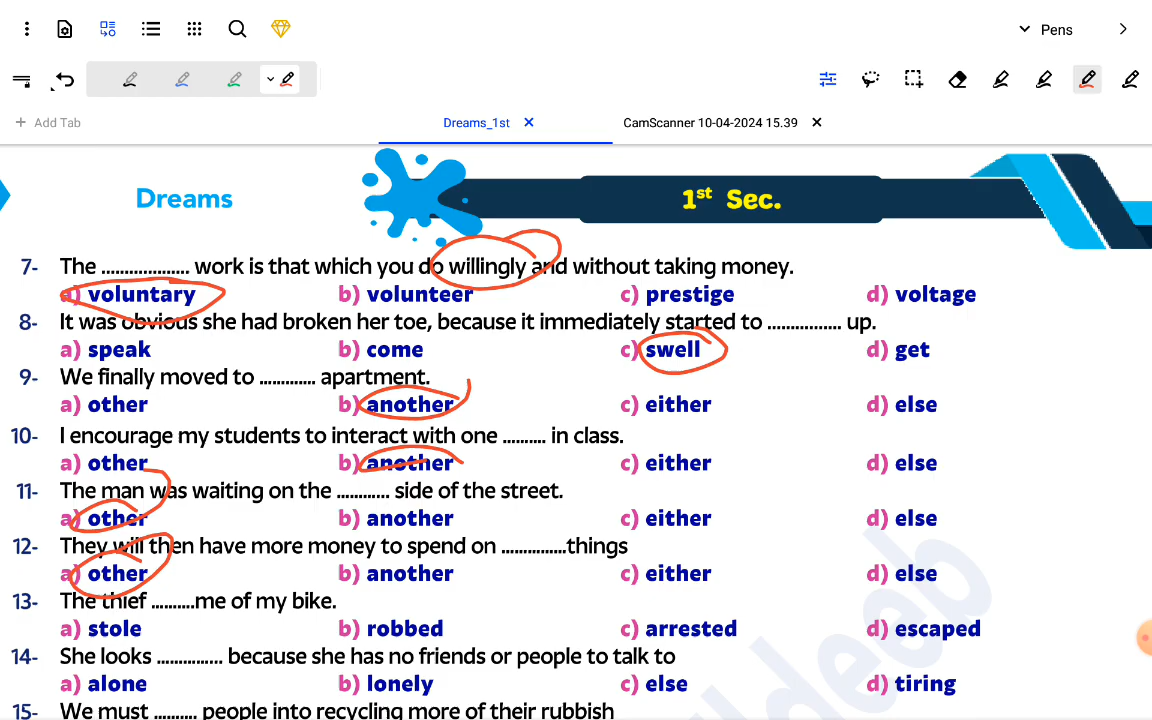 Pens
+ Add Tab
Dreams_1st ×
CamScanner 10-04-2024 15.39 ×
Dreams
1st Sec.
7- The ................... work is that which you do willingly and without taking money.
a) voluntary b) volunteer c) prestige d) voltage
8- It was obvious she had broken her toe, because it immediately started to ................ up.
a) speak b) come c) swell d) get
9- We finally moved to ............ apartment.
a) other b) another c) either d) else
10- I encourage my students to interact with one .......... in class.
a) other b) another c) either d) else
11- The man was waiting on the ............ side of the street.
a) other b) another c) either d) else
12- They will then have more money to spend on ..............things
a) other b) another c) either d) else
13- The thief ..........me of my bike.
a) stole b) robbed c) arrested d) escaped
14- She looks ............... because she has no friends or people to talk to
a) alone b) lonely c) else d) tiring
15- We must .......... people into recycling more of their rubbish